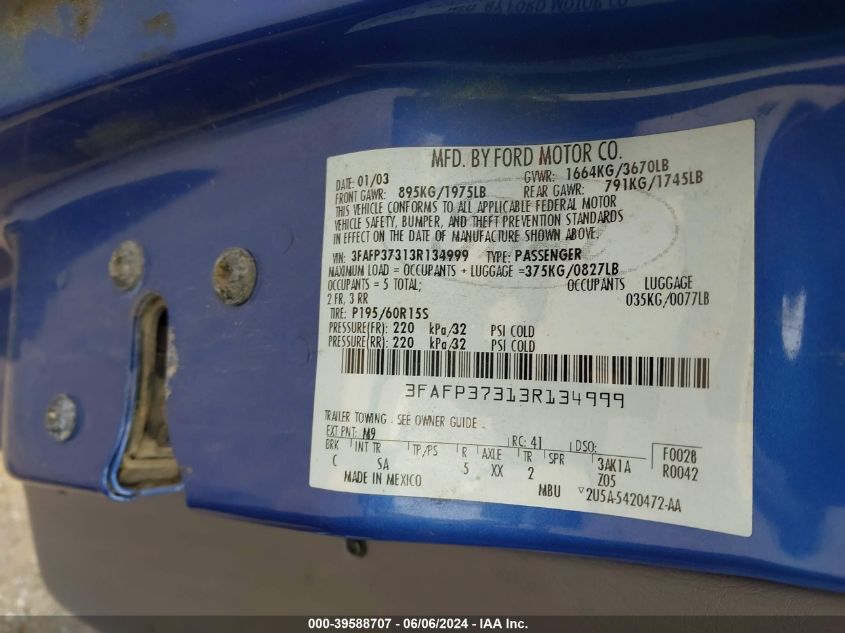 MFD. BY FORD MOTOR CO.
DATE: 01/03 GVWR: 1664KG/3670LB
FRONT GAWR: 895KG/1975LB REAR GAWR: 791KG/1745LB
THIS VEHICLE CONFORMS TO ALL APPLICABLE FEDERAL MOTOR
VEHICLE SAFETY, BUMPER, AND THEFT PREVENTION STANDARDS
IN EFFECT ON THE DATE OF MANUFACTURE SHOWN ABOVE.
VIN: 3FAFP37313R134999 TYPE: PASSENGER
MAXIMUM LOAD = OCCUPANTS + LUGGAGE =375KG/0827LB
OCCUPANTS = 5 TOTAL; OCCUPANTS LUGGAGE
2 FR, 3 RR 035KG/0077LB
TIRE: P195/60R15S
PRESSURE(FR): 220 kPa/32 PSI COLD
PRESSURE(RR): 220 kPa/32 PSI COLD
3FAFP37313R134999
TRAILER TOWING - SEE OWNER GUIDE -
EXT PNT: M9 RC: 41 DSO: F0028
BRK INT TR TP/PS R AXLE TR SPR 3AK1A R0042
C SA 5 XX 2 Z05
MADE IN MEXICO MBU 2U5A-5420472-AA
000-39588707 - 06/06/2024 - IAA Inc.